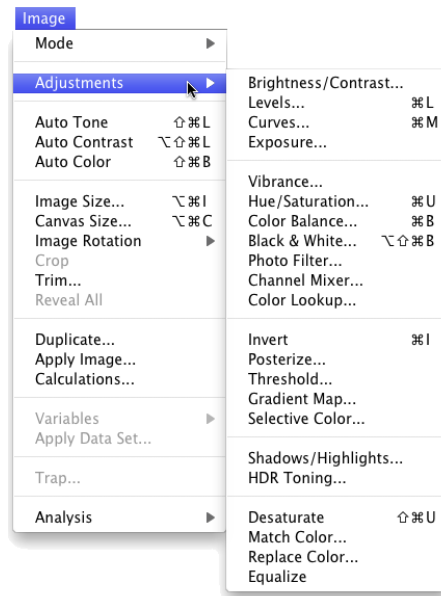 Image
Mode ▶
Adjustments ▶
Auto Tone ⇧⌘L
Auto Contrast ⌥⇧⌘L
Auto Color ⇧⌘B
Image Size... ⌥⌘I
Canvas Size... ⌥⌘C
Image Rotation ▶
Crop
Trim...
Reveal All
Duplicate...
Apply Image...
Calculations...
Variables ▶
Apply Data Set...
Trap...
Analysis ▶
Brightness/Contrast...
Levels... ⌘L
Curves... ⌘M
Exposure...
Vibrance...
Hue/Saturation... ⌘U
Color Balance... ⌘B
Black & White... ⌥⇧⌘B
Photo Filter...
Channel Mixer...
Color Lookup...
Invert ⌘I
Posterize...
Threshold...
Gradient Map...
Selective Color...
Shadows/Highlights...
HDR Toning...
Desaturate ⇧⌘U
Match Color...
Replace Color...
Equalize